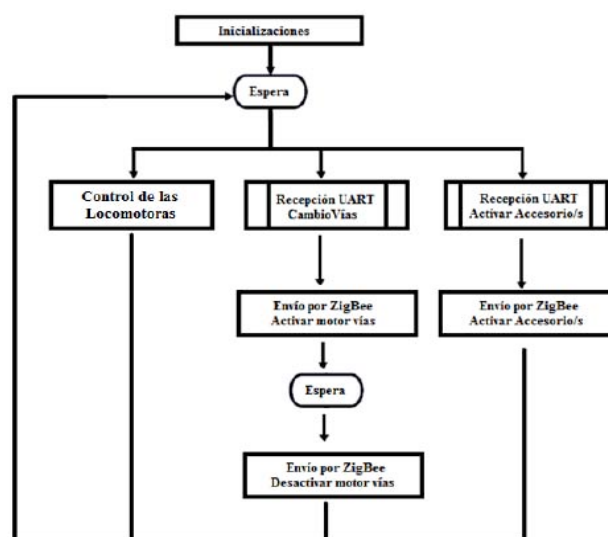 Inicializaciones
Espera
Control de las
Locomotoras
Recepción UART
CambioVías
Recepción UART
Activar Accesorio/s
Envío por ZigBee
Activar motor vías
Envío por ZigBee
Activar Accesorio/s
Espera
Envío por ZigBee
Desactivar motor vías